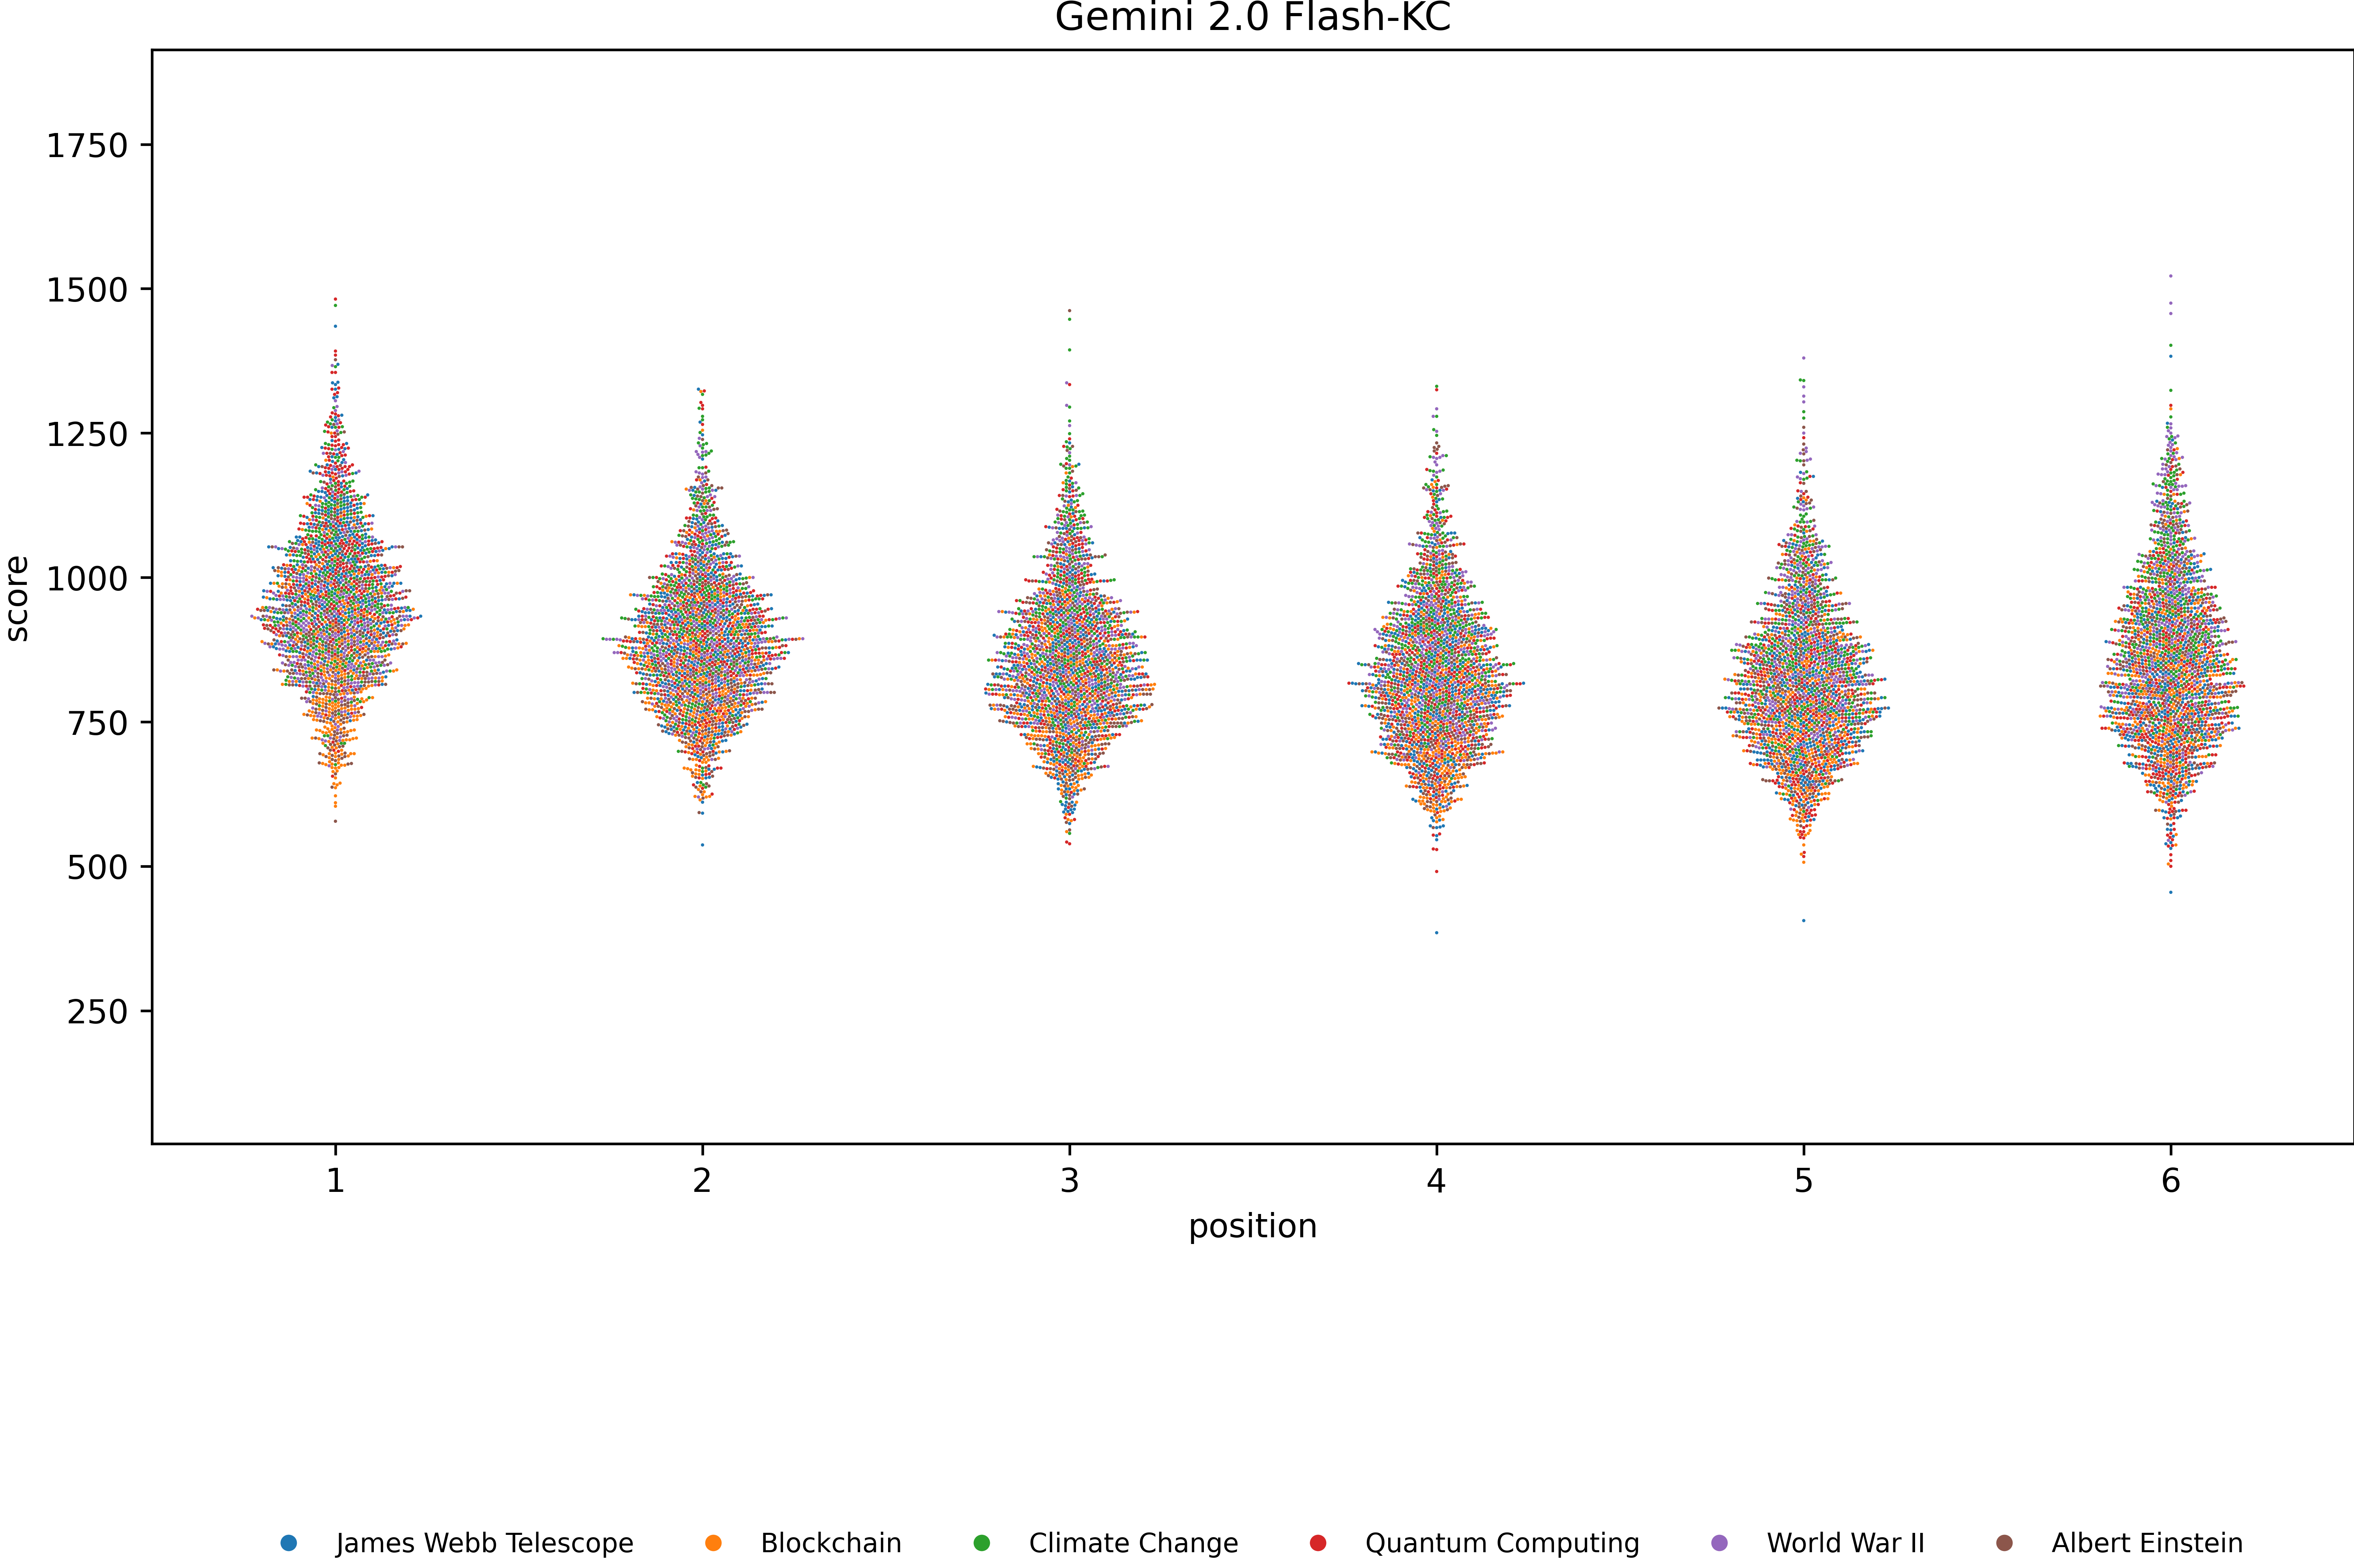 Gemini 2.0 Flash-KC
1750
1500
1250
1000
750
500
250
score
1 2 3 4 5 6
position
James Webb Telescope Blockchain Climate Change Quantum Computing World War II Albert Einstein